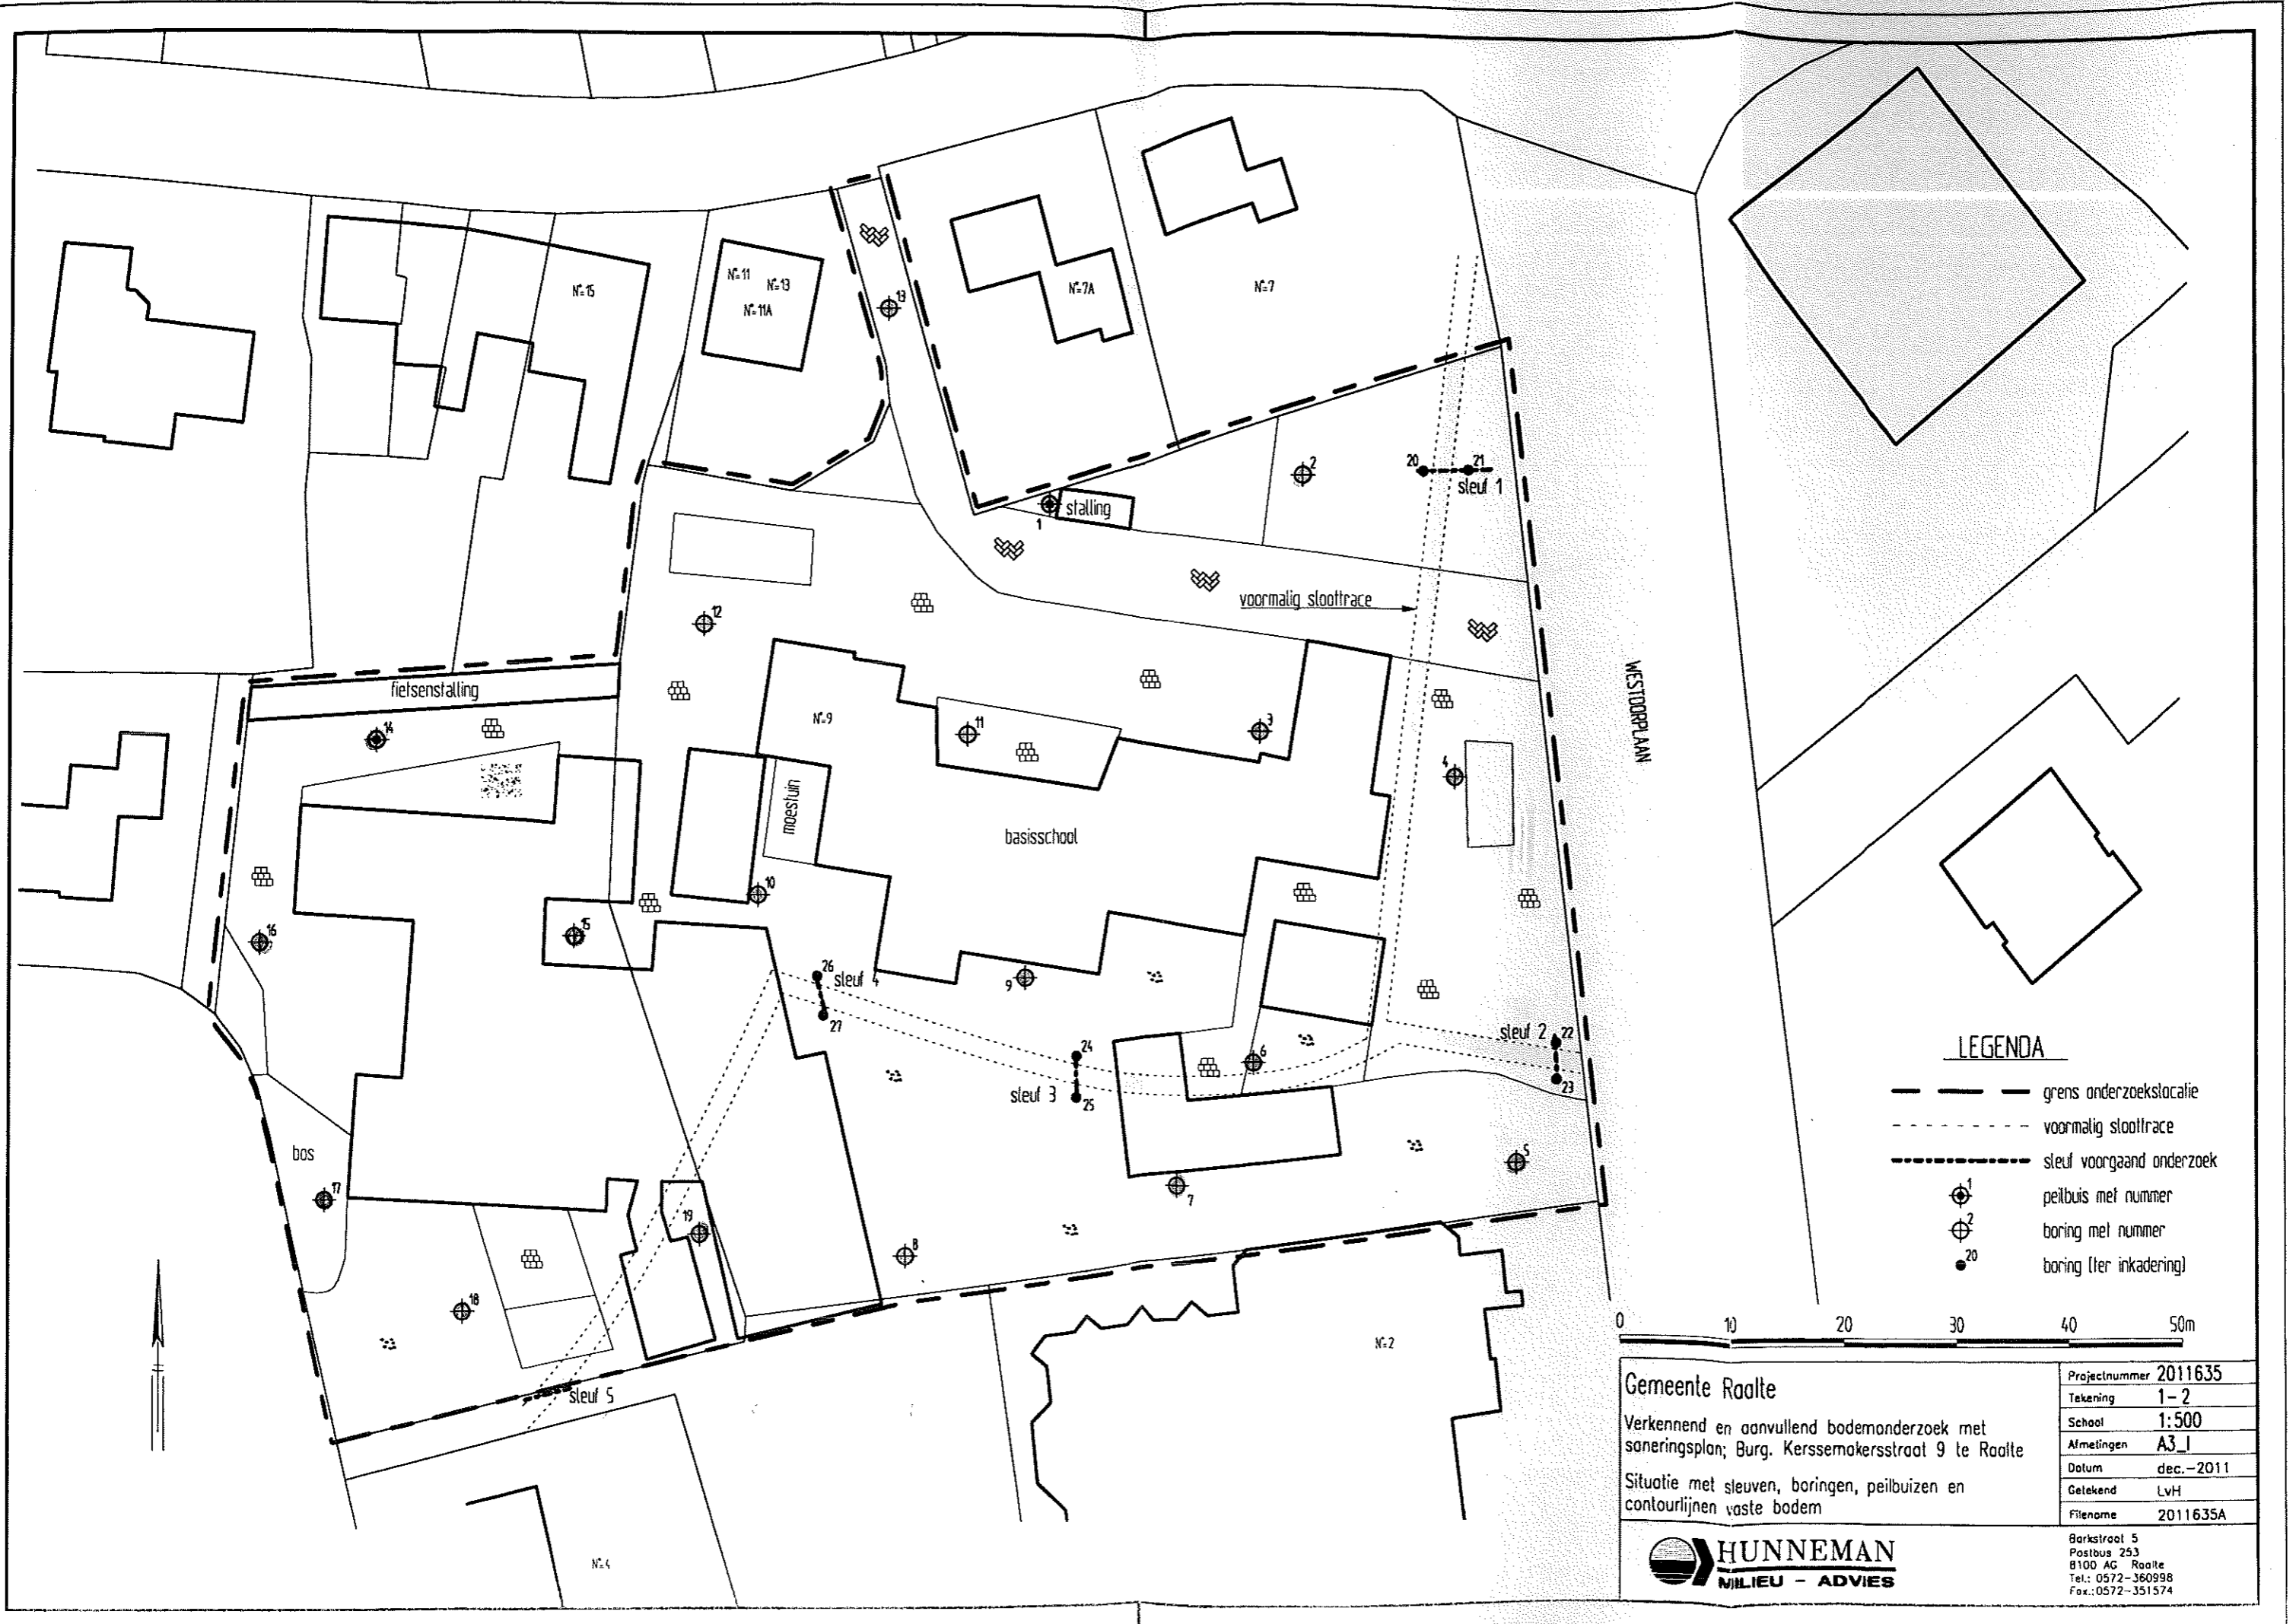 N°=15
N°=11
N°=13
N°=11A
13
N°=7A
N°=7
2
20
21
sleuf 1
1
stalling
12
voormalig sloottrace
WESTDORPLAAN
fietsenstalling
14
N°=9
11
3
4
moestuin
basisschool
10
16
15
26
sleuf 4
27
9
24
sleuf 3
25
6
sleuf 2
22
23
bos
17
19
7
5
8
18
sleuf 5
N°=2
N°=4
LEGENDA
grens onderzoekslocatie
voormalig sloottrace
sleuf voorgaand onderzoek
1
peilbuis met nummer
2
boring met nummer
20
boring (ter inkadering)
0 10 20 30 40 50m
Gemeente Raalte
Verkennend en aanvullend bodemonderzoek met
saneringsplan; Burg. Kerssemakersstraat 9 te Raalte
Situatie met sleuven, boringen, peilbuizen en
contourlijnen vaste bodem
Projectnummer 2011635
Tekening 1-2
Schaal 1:500
Afmetingen A3_l
Datum dec.-2011
Getekend LvH
Filename 2011635A
HUNNEMAN
MILIEU - ADVIES
Barkstraat 5
Postbus 253
8100 AG Raalte
Tel.: 0572-360998
Fax.:0572-351574